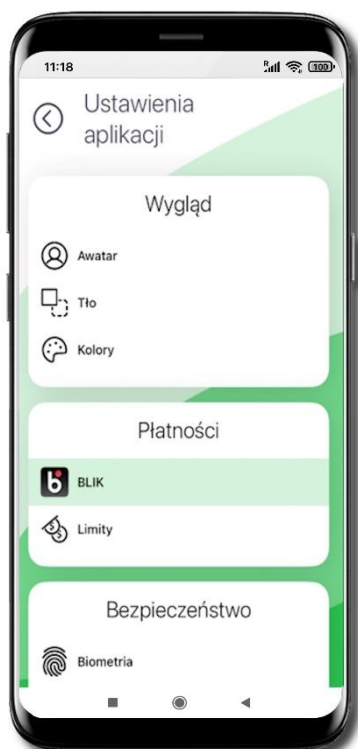 11:18 R 100
Ustawienia
aplikacji
Wygląd
Awatar
Tło
Kolory
Płatności
BLIK
Limity
Bezpieczeństwo
Biometria